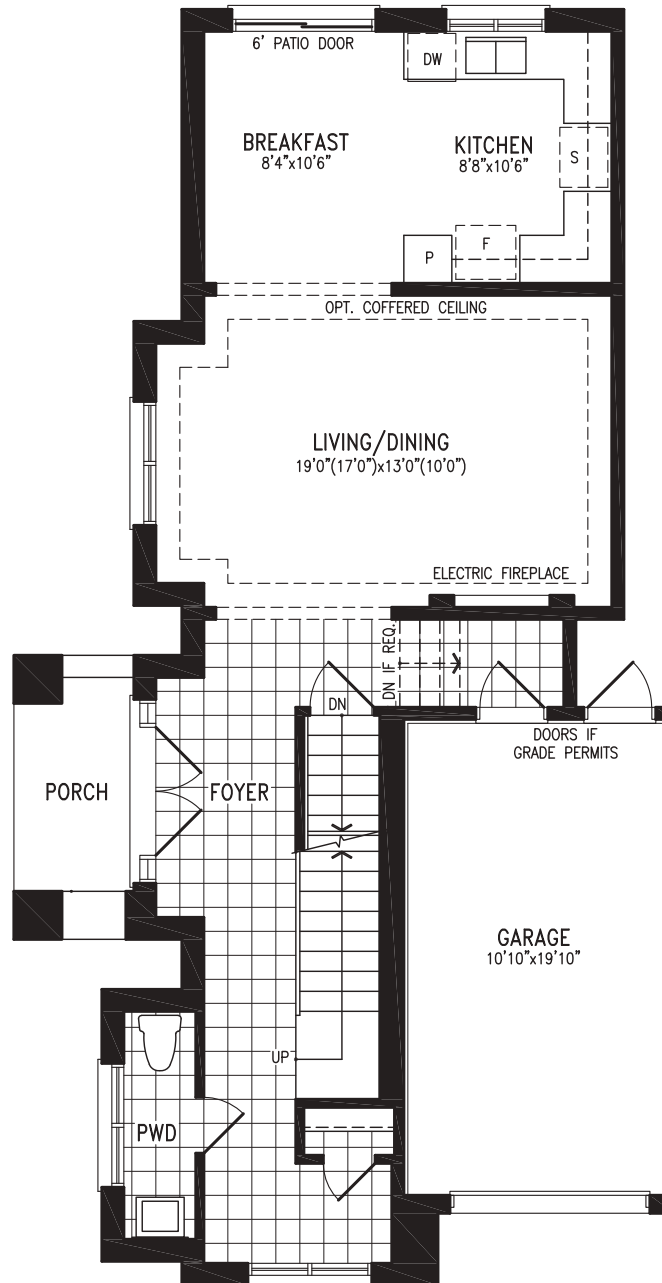 6' PATIO DOOR
DW
BREAKFAST
8'4"x10'6"
KITCHEN
8'8"x10'6"
S
P
F
OPT. COFFERED CEILING
LIVING/DINING
19'0"(17'0")x13'0"(10'0")
ELECTRIC FIREPLACE
DN IF REQ.
DN
DOORS IF
GRADE PERMITS
PORCH
FOYER
GARAGE
10'10"x19'10"
UP
PWD